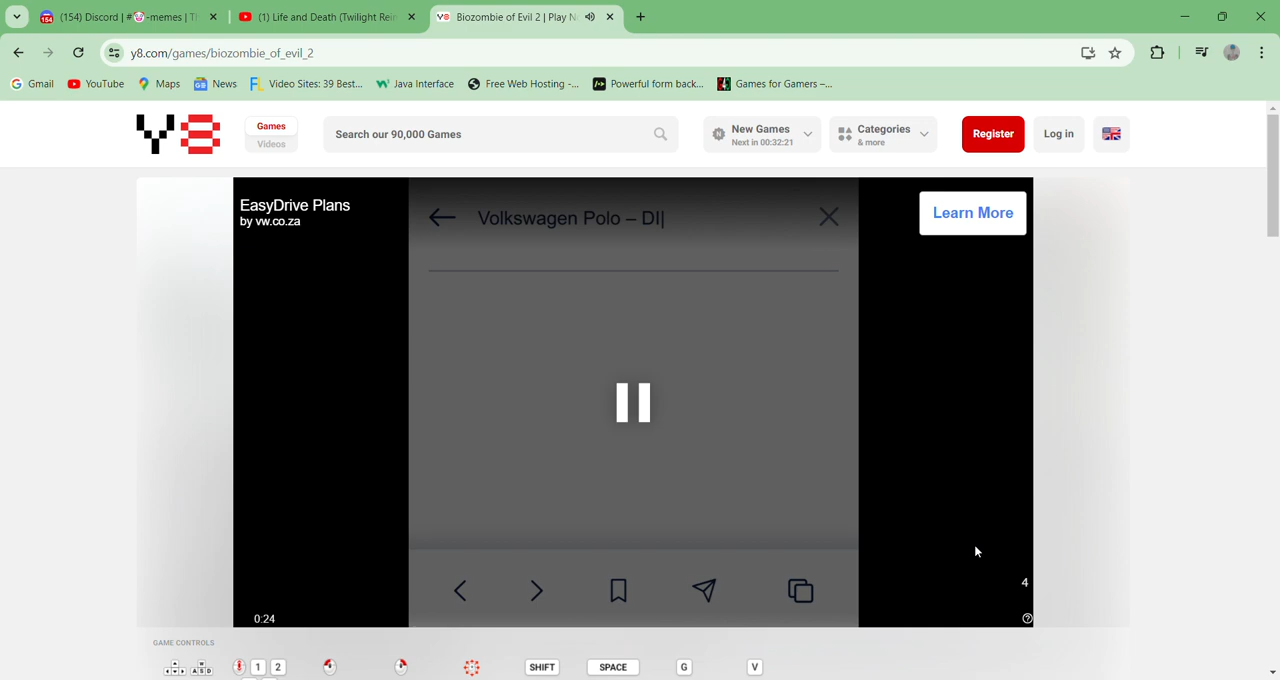 (154) Discord | #🤡-memes | Th
(1) Life and Death (Twilight Rein
Biozombie of Evil 2 | Play N
y8.com/games/biozombie_of_evil_2
Gmail
YouTube
Maps
News
Video Sites: 39 Best...
Java Interface
Free Web Hosting -...
Powerful form back...
Games for Gamers –...
Y8
Games
Videos
Search our 90,000 Games
New Games
Next in 00:32:21
Categories
& more
Register
Log in
EasyDrive Plans
by vw.co.za
Volkswagen Polo – DI|
Learn More
4
0:24
GAME CONTROLS
W
A S D
1
2
SHIFT
SPACE
G
V